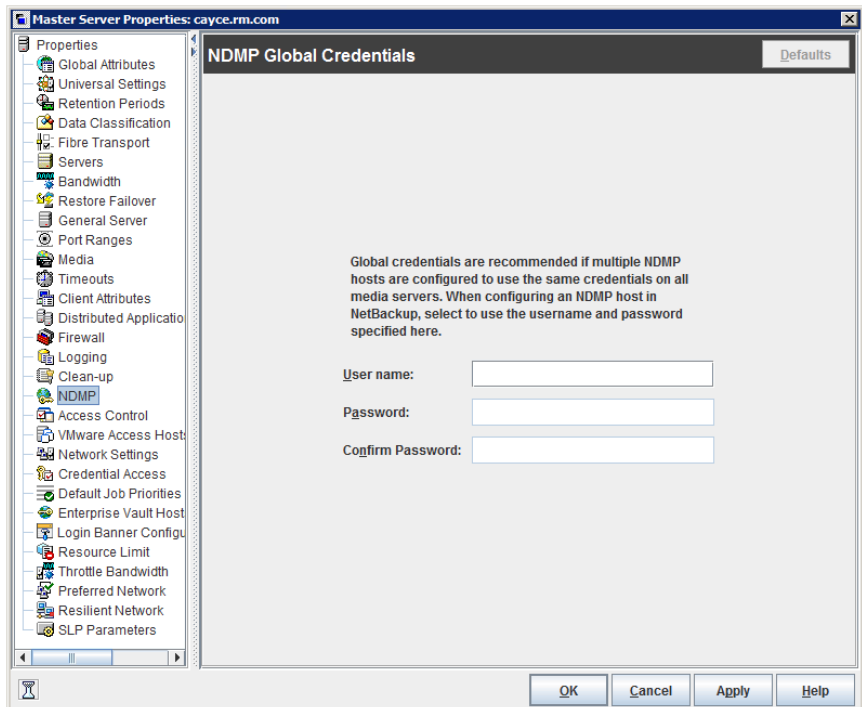 Master Server Properties: cayce.rm.com
Properties
Global Attributes
Universal Settings
Retention Periods
Data Classification
Fibre Transport
Servers
Bandwidth
Restore Failover
General Server
Port Ranges
Media
Timeouts
Client Attributes
Distributed Applicatio
Firewall
Logging
Clean-up
NDMP
Access Control
VMware Access Hosts
Network Settings
Credential Access
Default Job Priorities
Enterprise Vault Host
Login Banner Configu
Resource Limit
Throttle Bandwidth
Preferred Network
Resilient Network
SLP Parameters
NDMP Global Credentials
Defaults
Global credentials are recommended if multiple NDMP
hosts are configured to use the same credentials on all
media servers. When configuring an NDMP host in
NetBackup, select to use the username and password
specified here.
User name:
Password:
Confirm Password:
OK
Cancel
Apply
Help